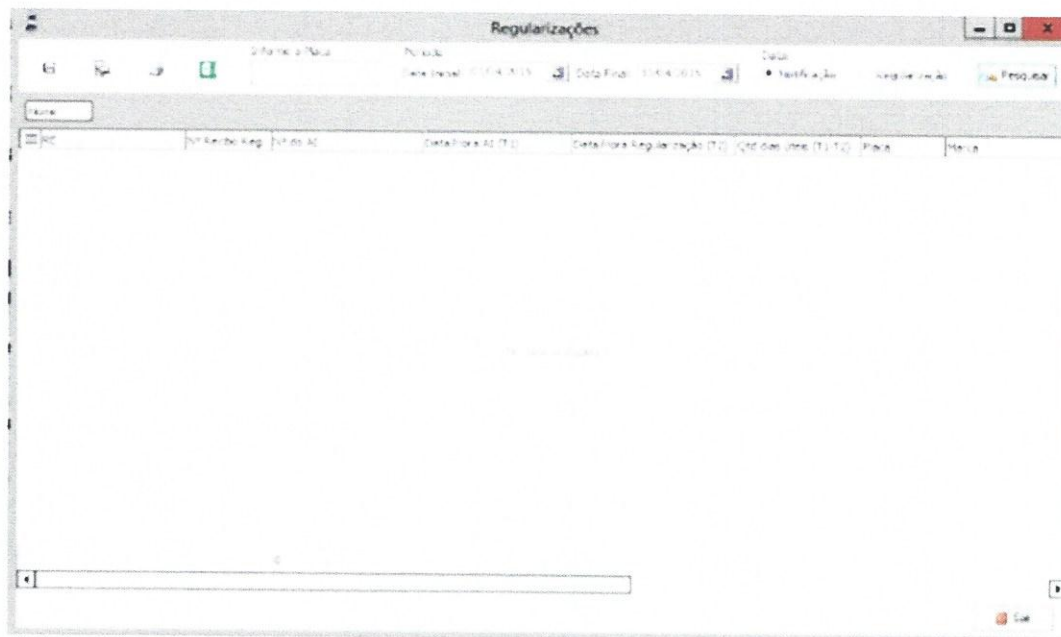 Regularizações
Informe a Placa
Período
Data
Data Inicial:
Data Final:
Notificação
Regularização
Pesquisar
Nº Recibo Reg.
Nº do AI
Data/Hora AI (T1)
Data/Hora Regularização (T2)
Qtd dias úteis (T1-T2)
Placa
Marca
Sair